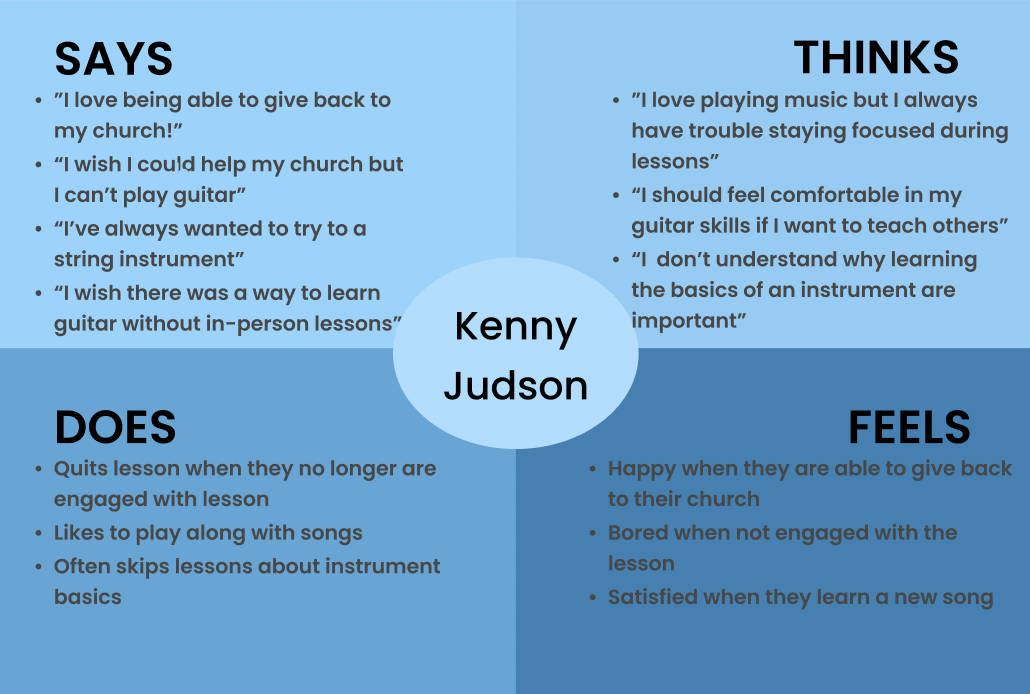 SAYS
• ”I love being able to give back to
my church!”
• “I wish I could help my church but
I can’t play guitar”
• “I’ve always wanted to try to a
string instrument”
• “I wish there was a way to learn
guitar without in-person lessons”
THINKS
• ”I love playing music but I always
have trouble staying focused during
lessons”
• “I should feel comfortable in my
guitar skills if I want to teach others”
• “I  don’t understand why learning
the basics of an instrument are
important”
Kenny
Judson
DOES
• Quits lesson when they no longer are
engaged with lesson
• Likes to play along with songs
• Often skips lessons about instrument
basics
FEELS
• Happy when they are able to give back
to their church
• Bored when not engaged with the
lesson
• Satisfied when they learn a new song